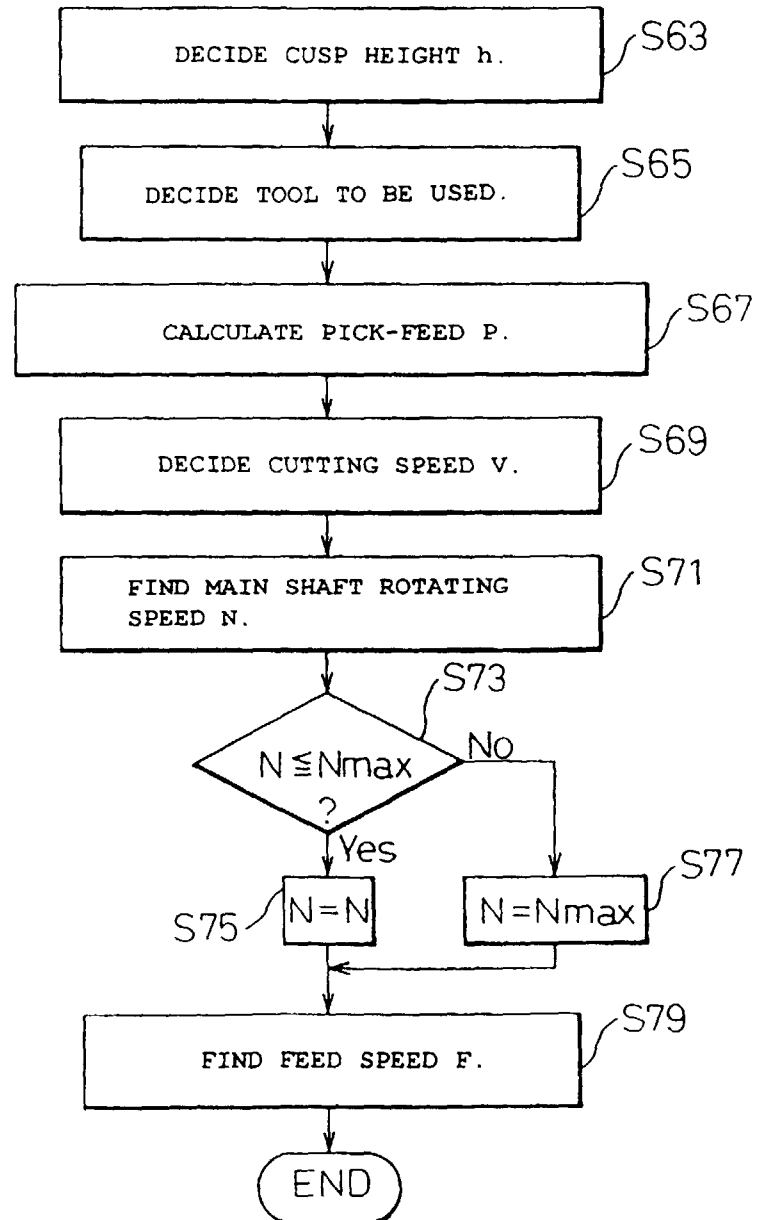 DECIDE CUSP HEIGHT h.
S63
DECIDE TOOL TO BE USED.
S65
CALCULATE PICK-FEED P.
S67
DECIDE CUTTING SPEED V.
S69
FIND MAIN SHAFT ROTATING
SPEED N.
S71
S73
N≦Nmax
?
No
Yes
S75
N=N
S77
N=Nmax
FIND FEED SPEED F.
S79
END